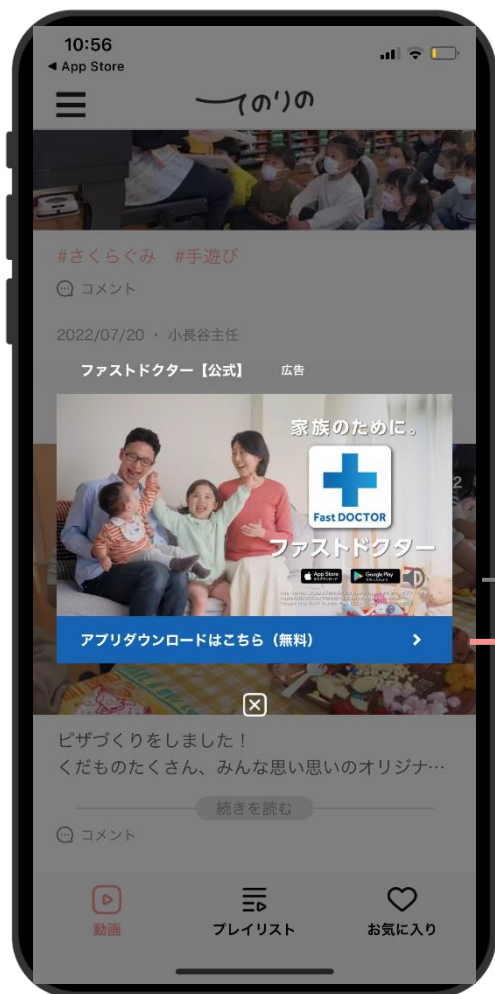 10:56
◀ App Store
てのりの
#さくらぐみ #手遊び
コメント
2022/07/20 ・ 小長谷主任
ファストドクター【公式】 広告
家族のために。
Fast DOCTOR
ファストドクター
App Store
Google Play
アプリダウンロードはこちら（無料）
ピザづくりをしました！
くだものたくさん、みんな思い思いのオリジナ…
続きを読む
コメント
動画 プレイリスト お気に入り